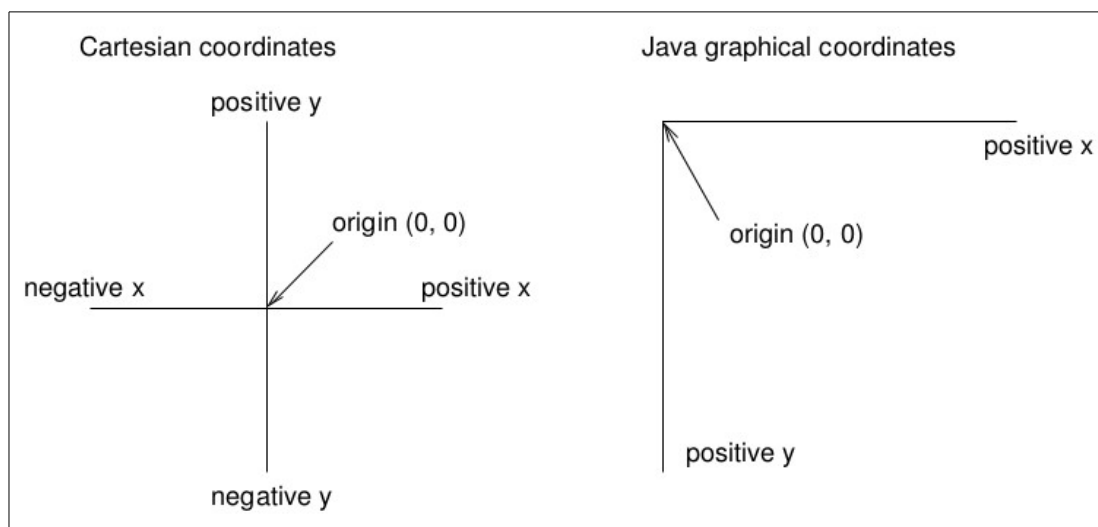 Cartesian coordinates
positive y
origin (0, 0)
negative x
positive x
negative y
Java graphical coordinates
positive x
origin (0, 0)
positive y